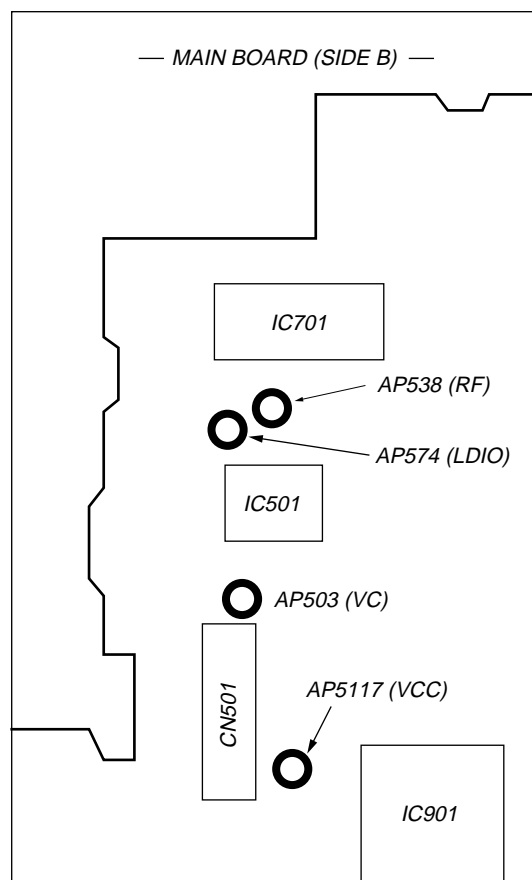 — MAIN BOARD (SIDE B) —
IC701
AP538 (RF)
AP574 (LDIO)
IC501
AP503 (VC)
CN501
AP5117 (VCC)
IC901